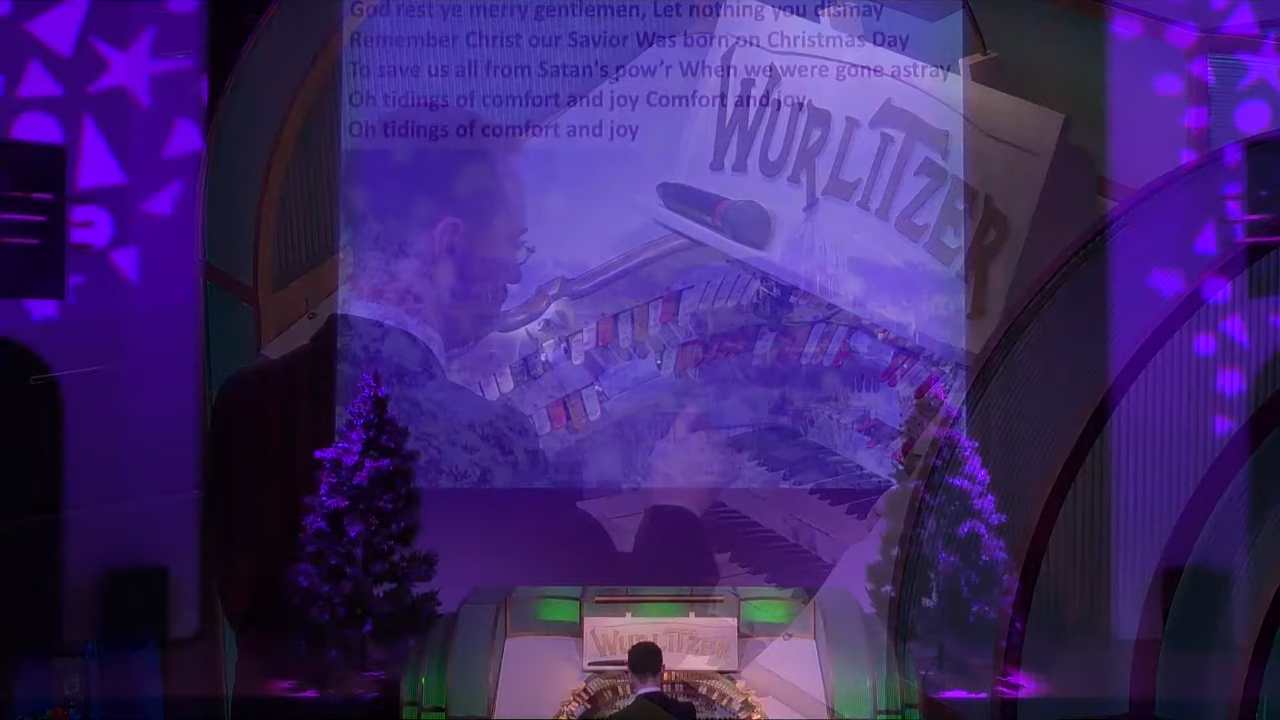 God rest ye merry gentlemen, Let nothing you dismay
Remember Christ our Savior Was born on Christmas Day
To save us all from Satan's pow'r When we were gone astray
Oh tidings of comfort and joy Comfort and joy
Oh tidings of comfort and joy
WURLITZER
WURLITZER